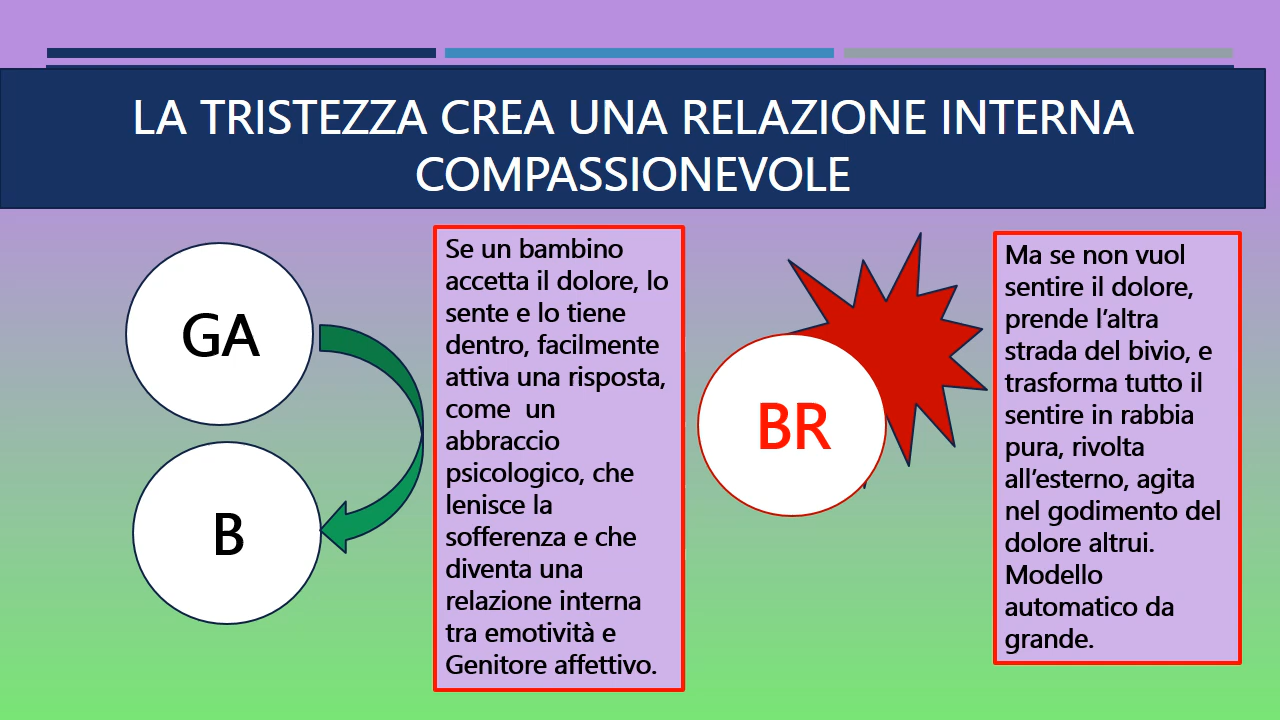 LA TRISTEZZA CREA UNA RELAZIONE INTERNA
COMPASSIONEVOLE
GA
B
Se un bambino
accetta il dolore, lo
sente e lo tiene
dentro, facilmente
attiva una risposta,
come  un
abbraccio
psicologico, che
lenisce la
sofferenza e che
diventa una
relazione interna
tra emotività e
Genitore affettivo.
BR
Ma se non vuol
sentire il dolore,
prende l’altra
strada del bivio, e
trasforma tutto il
sentire in rabbia
pura, rivolta
all’esterno, agita
nel godimento del
dolore altrui.
Modello
automatico da
grande.